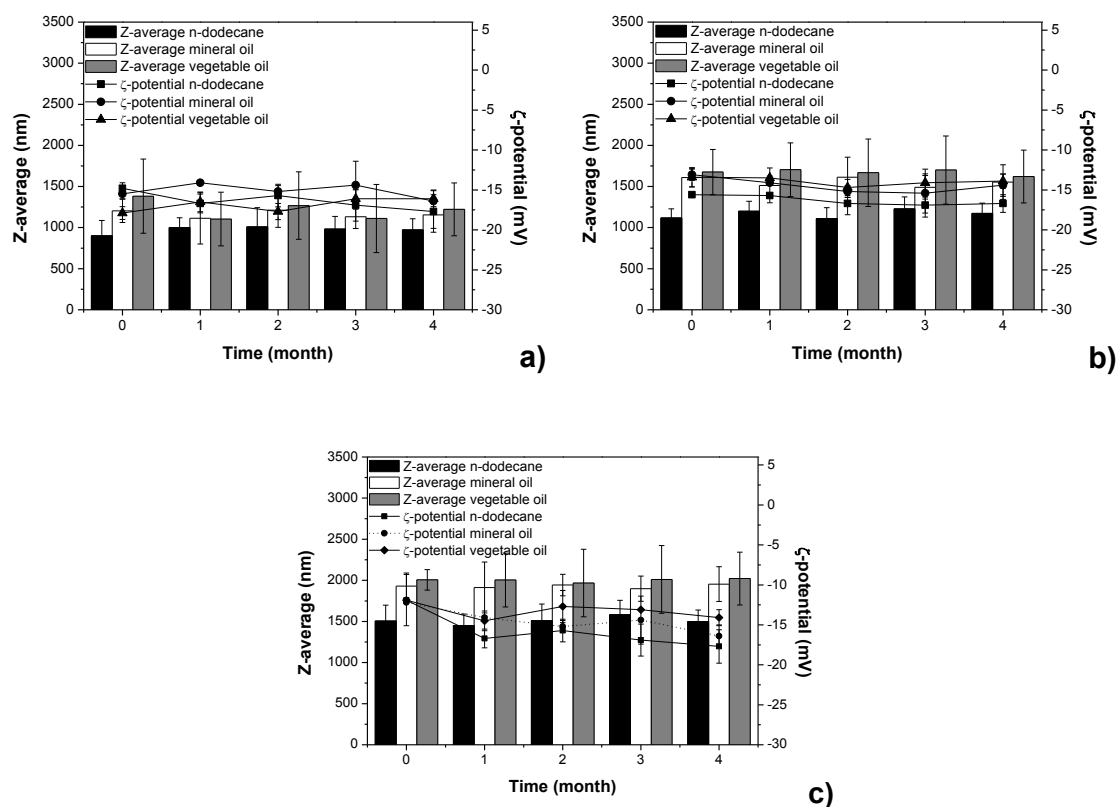 3500
3000
2500
2000
1500
1000
500
0
Z-average (nm)
Z-average n-dodecane
Z-average mineral oil
Z-average vegetable oil
ζ-potential n-dodecane
ζ-potential mineral oil
ζ-potential vegetable oil
5
0
-5
-10
-15
-20
-25
-30
ζ-potential (mV)
0 1 2 3 4
Time (month)
a)
3500
3000
2500
2000
1500
1000
500
0
Z-average (nm)
Z-average n-dodecane
Z-average mineral oil
Z-average vegetable oil
ζ-potential n-dodecane
ζ-potential mineral oil
ζ-potential vegetable oil
5
0
-5
-10
-15
-20
-25
-30
ζ-potential (mV)
0 1 2 3 4
Time (month)
b)
3500
3000
2500
2000
1500
1000
500
0
Z-average (nm)
Z-average n-dodecane
Z-average mineral oil
Z-average vegetable oil
ζ-potential n-dodecane
ζ-potential mineral oil
ζ-potential vegetable oil
5
0
-5
-10
-15
-20
-25
-30
ζ-potential (mV)
0 1 2 3 4
Time (month)
c)